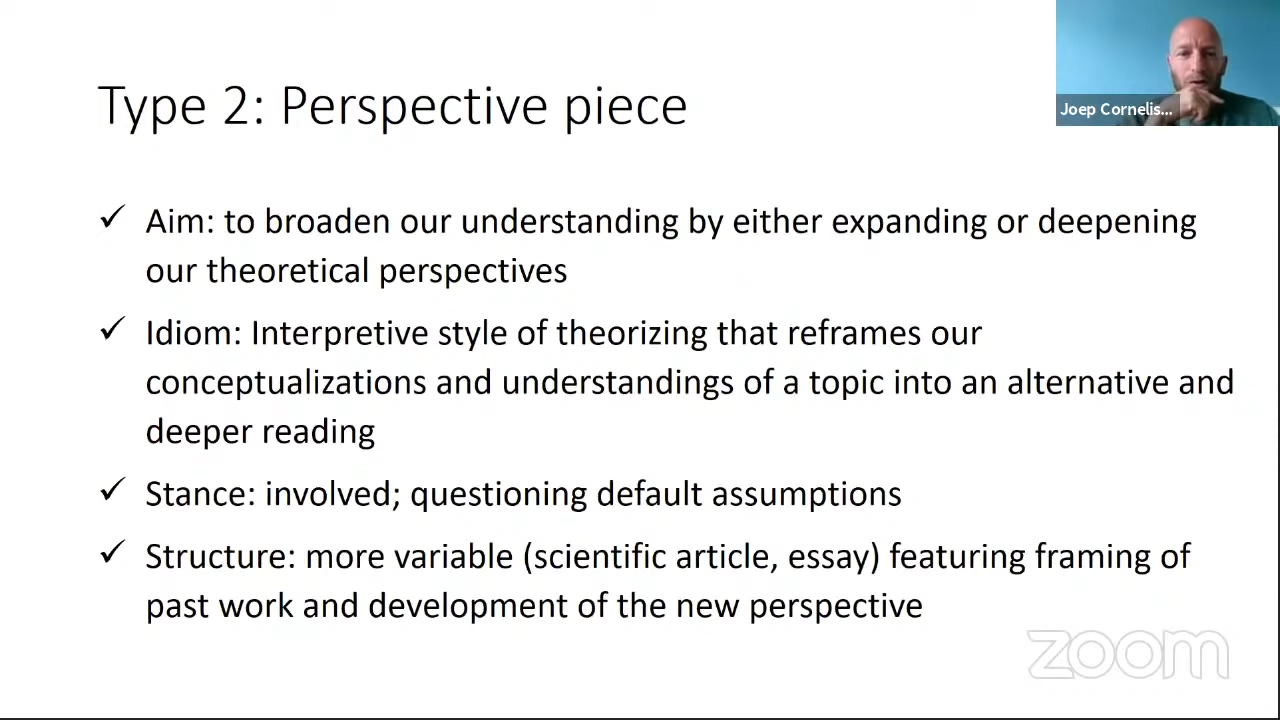 Type 2: Perspective piece
Joep Cornelis...
✓ Aim: to broaden our understanding by either expanding or deepening
our theoretical perspectives
✓ Idiom: Interpretive style of theorizing that reframes our
conceptualizations and understandings of a topic into an alternative and
deeper reading
✓ Stance: involved; questioning default assumptions
✓ Structure: more variable (scientific article, essay) featuring framing of
past work and development of the new perspective
zoom